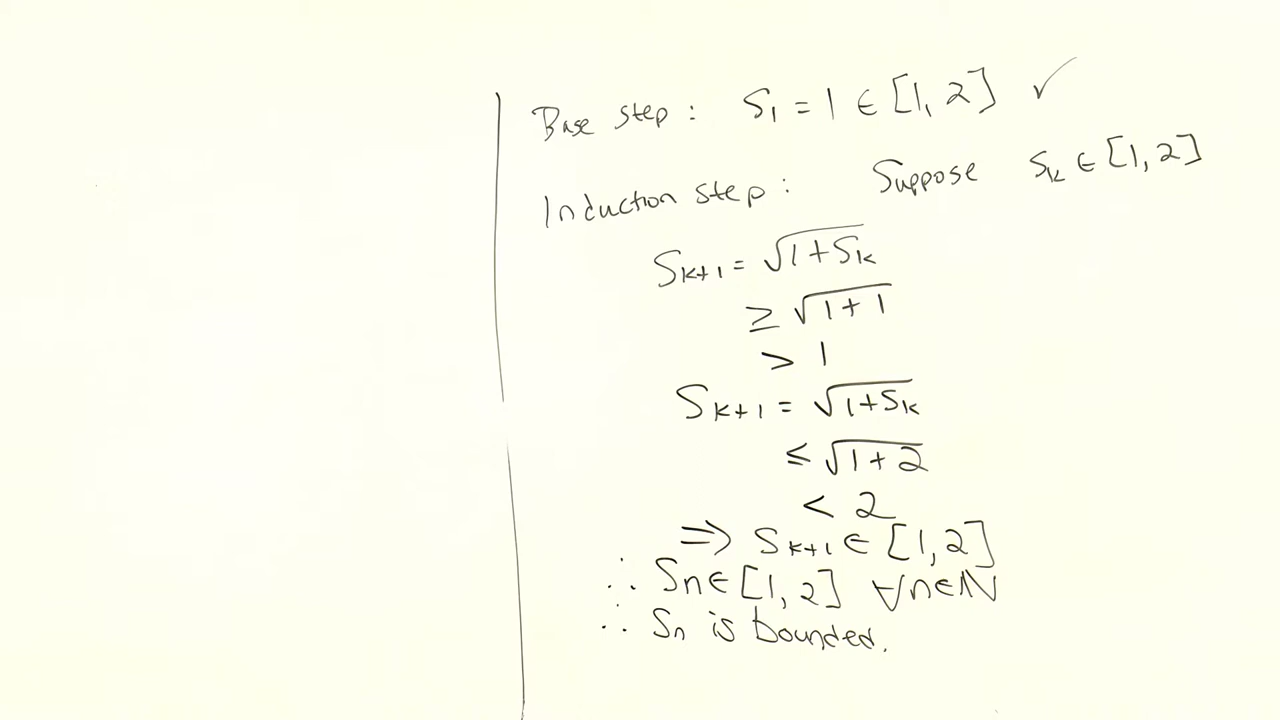 Base step : S₁ = 1 ∈ [1, 2] ✓
Induction step : Suppose Sₖ ∈ [1, 2]
Sₖ₊₁ = √(1+Sₖ)
≥ √(1+1)
> 1
Sₖ₊₁ = √(1+Sₖ)
≤ √(1+2)
< 2
⇒ Sₖ₊₁ ∈ [1, 2]
∴ Sₙ ∈ [1, 2] ∀n∈ℕ
∴ Sₙ is bounded.